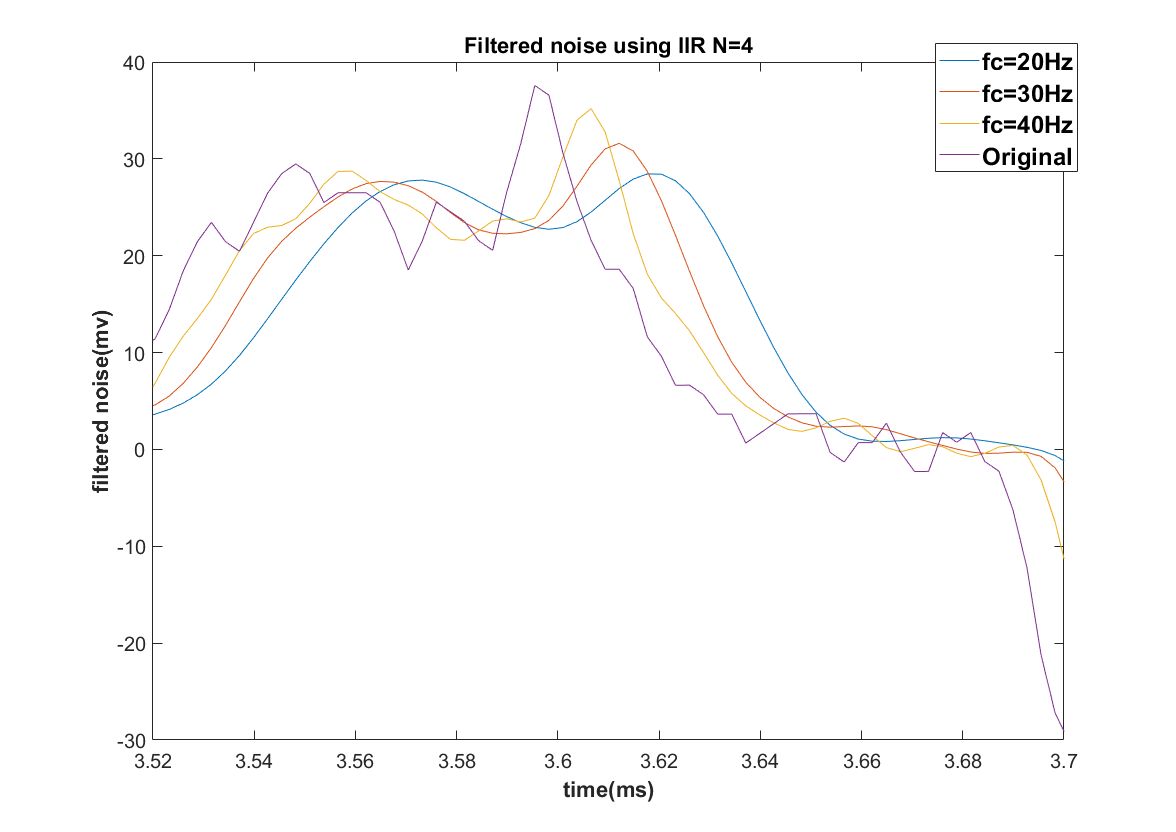 Filtered noise using IIR N=4
fc=20Hz
fc=30Hz
fc=40Hz
Original
40
30
20
10
0
-10
-20
-30
filtered noise(mv)
3.52 3.54 3.56 3.58 3.6 3.62 3.64 3.66 3.68 3.7
time(ms)